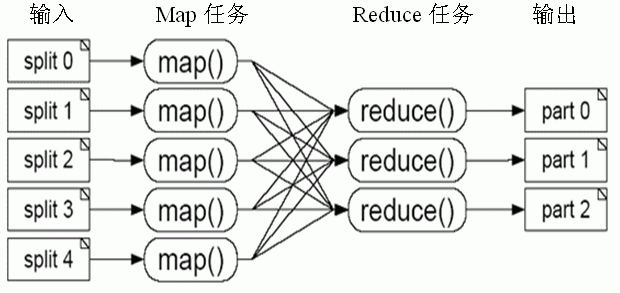 输入 Map 任务 Reduce 任务 输出
split 0 map()
split 1 map() reduce() part 0
split 2 map() reduce() part 1
split 3 map() reduce() part 2
split 4 map()